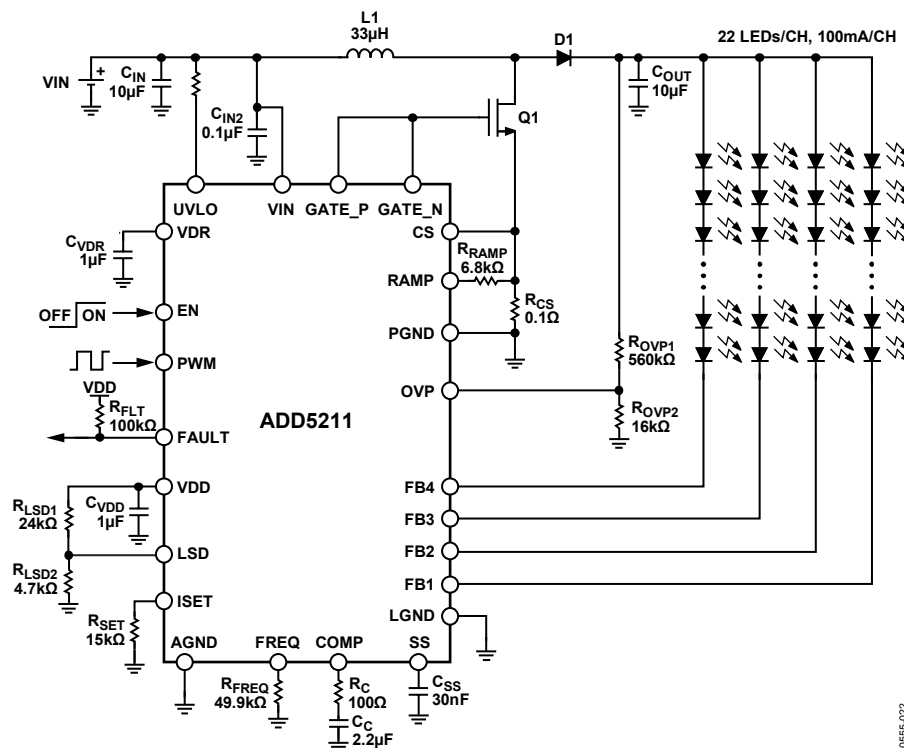 L1
33µH
D1
22 LEDs/CH, 100mA/CH
VIN
+
CIN
10µF
CIN2
0.1µF
Q1
COUT
10µF
UVLO
VIN
GATE_P
GATE_N
VDR
CVDR
1µF
CS
RRAMP
6.8kΩ
RAMP
RCS
0.1Ω
OFF
ON
EN
PGND
PWM
ROVP1
560kΩ
VDD
RFLT
100kΩ
OVP
ROVP2
16kΩ
FAULT
ADD5211
VDD
RLSD1
24kΩ
CVDD
1µF
FB4
FB3
LSD
FB2
RLSD2
4.7kΩ
FB1
ISET
RSET
15kΩ
LGND
AGND
FREQ
COMP
SS
RFREQ
49.9kΩ
RC
100Ω
CSS
30nF
CC
2.2µF